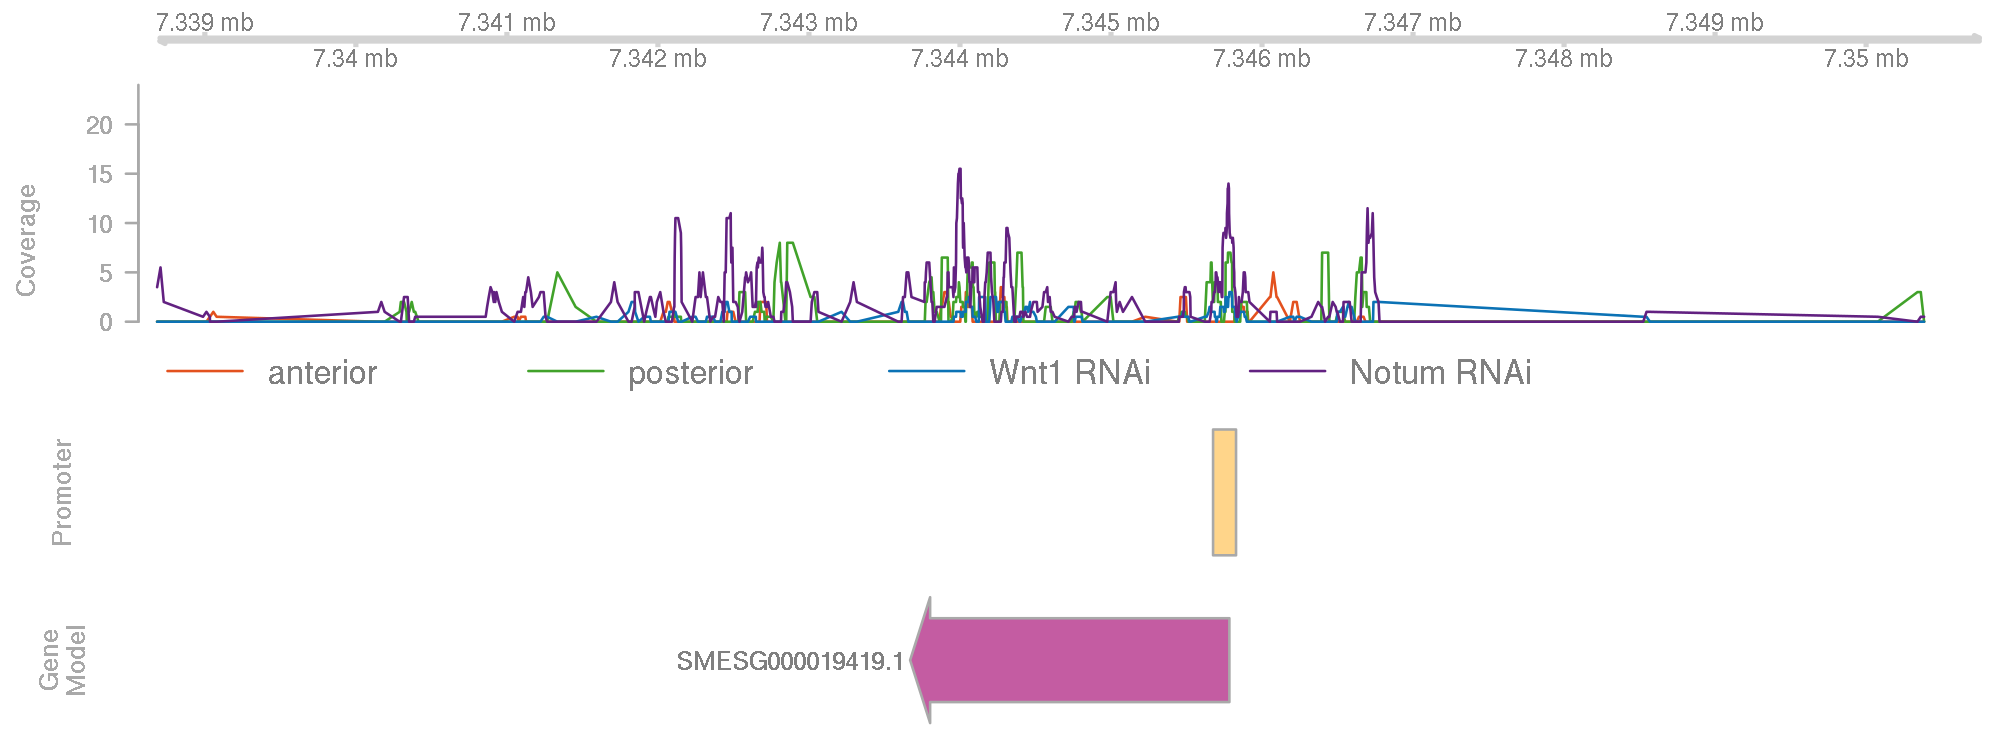 7.339 mb 7.341 mb 7.343 mb 7.345 mb 7.347 mb 7.349 mb
7.34 mb 7.342 mb 7.344 mb 7.346 mb 7.348 mb 7.35 mb
Coverage
20
15
10
5
0
anterior posterior Wnt1 RNAi Notum RNAi
Promoter
Gene
Model
SMESG000019419.1